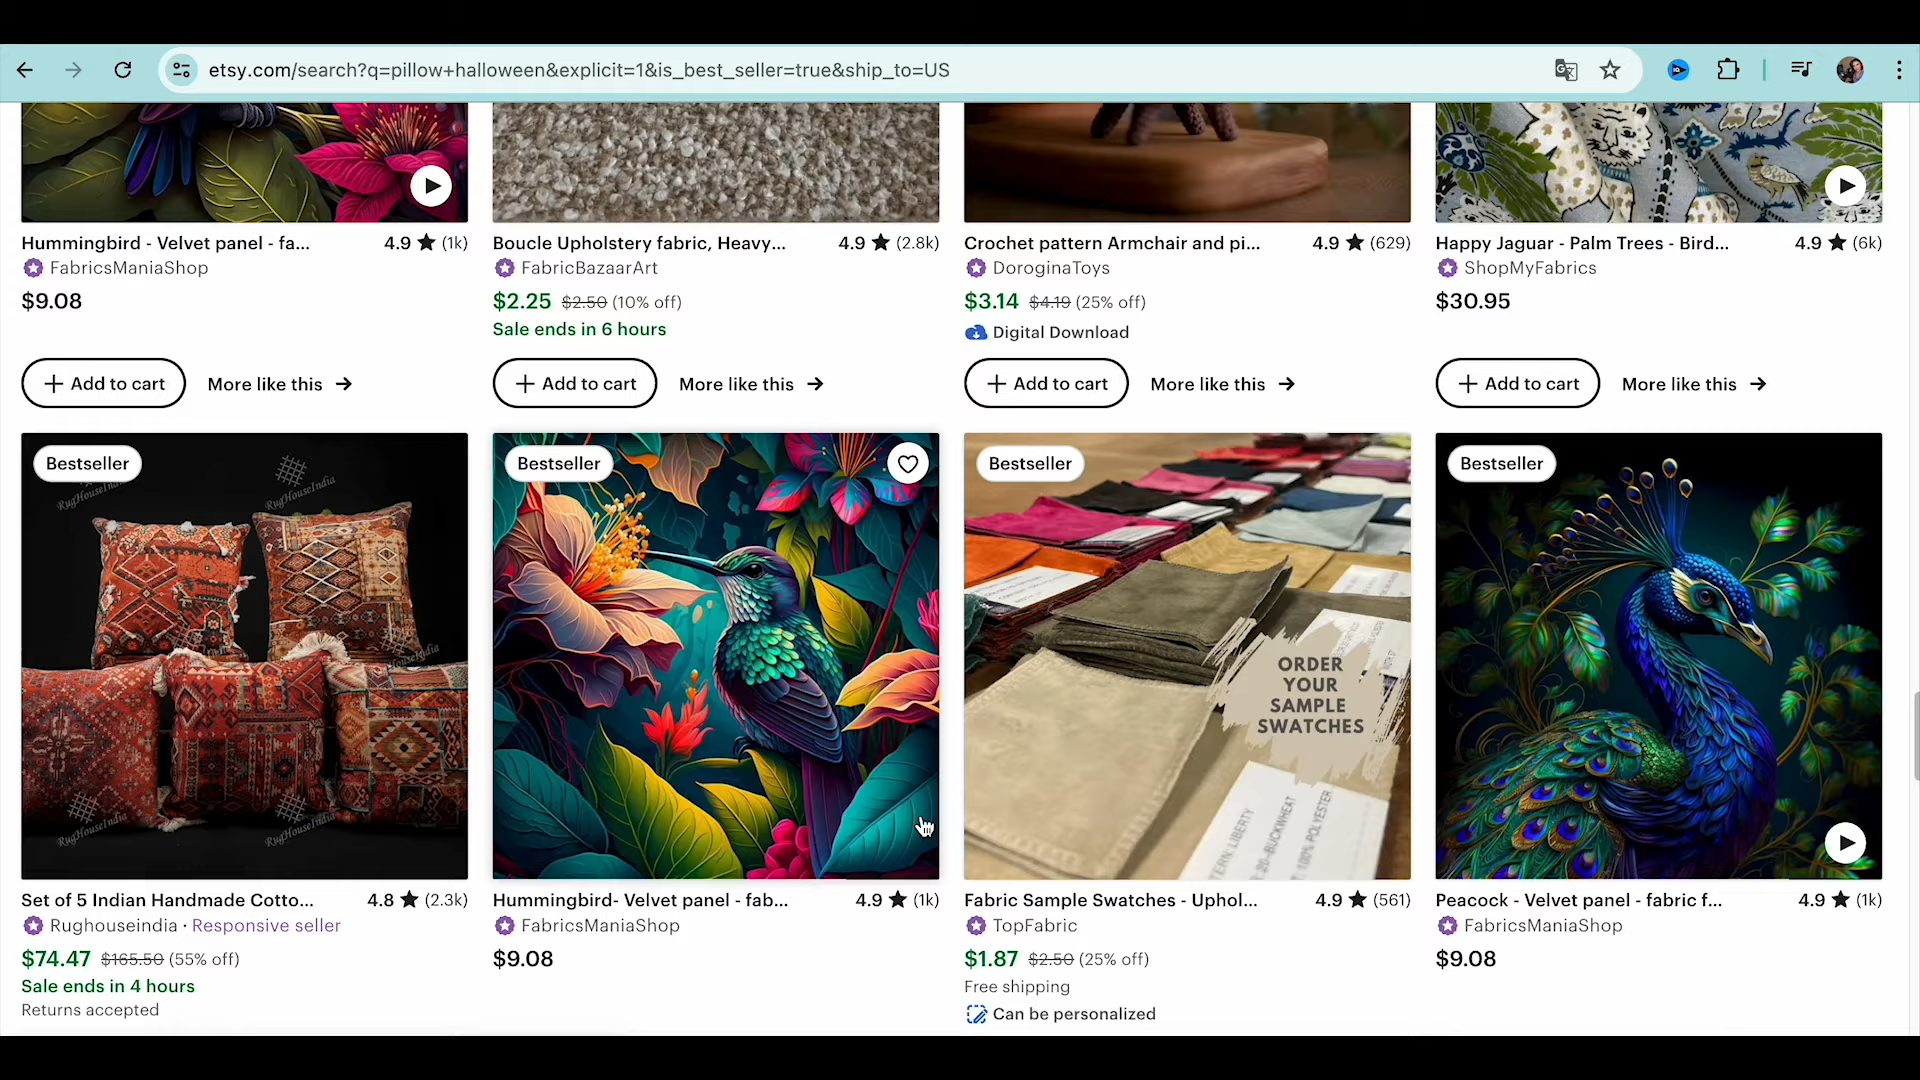 etsy.com/search?q=pillow+halloween&explicit=1&is_best_seller=true&ship_to=US
Hummingbird - Velvet panel - fa... 4.9 ★ (1k)
FabricsManiaShop
$9.08
+ Add to cart More like this →
Boucle Upholstery fabric, Heavy... 4.9 ★ (2.8k)
FabricBazaarArt
$2.25 $2.50 (10% off)
Sale ends in 6 hours
+ Add to cart More like this →
Crochet pattern Armchair and pi... 4.9 ★ (629)
DoroginaToys
$3.14 $4.19 (25% off)
Digital Download
+ Add to cart More like this →
Happy Jaguar - Palm Trees - Bird... 4.9 ★ (6k)
ShopMyFabrics
$30.95
+ Add to cart More like this →
Bestseller
RugHouseIndia
RugHouseIndia
RugHouseIndia
RugHouseIndia
Set of 5 Indian Handmade Cotto... 4.8 ★ (2.3k)
Rughouseindia · Responsive seller
$74.47 $165.50 (55% off)
Sale ends in 4 hours
Returns accepted
Bestseller
Hummingbird- Velvet panel - fab... 4.9 ★ (1k)
FabricsManiaShop
$9.08
Bestseller
ORDER
YOUR
SAMPLE
SWATCHES
LIBERTY
BUCKWHEAT
100% POLYESTER
Fabric Sample Swatches - Uphol... 4.9 ★ (561)
TopFabric
$1.87 $2.50 (25% off)
Free shipping
Can be personalized
Bestseller
Peacock - Velvet panel - fabric f... 4.9 ★ (1k)
FabricsManiaShop
$9.08